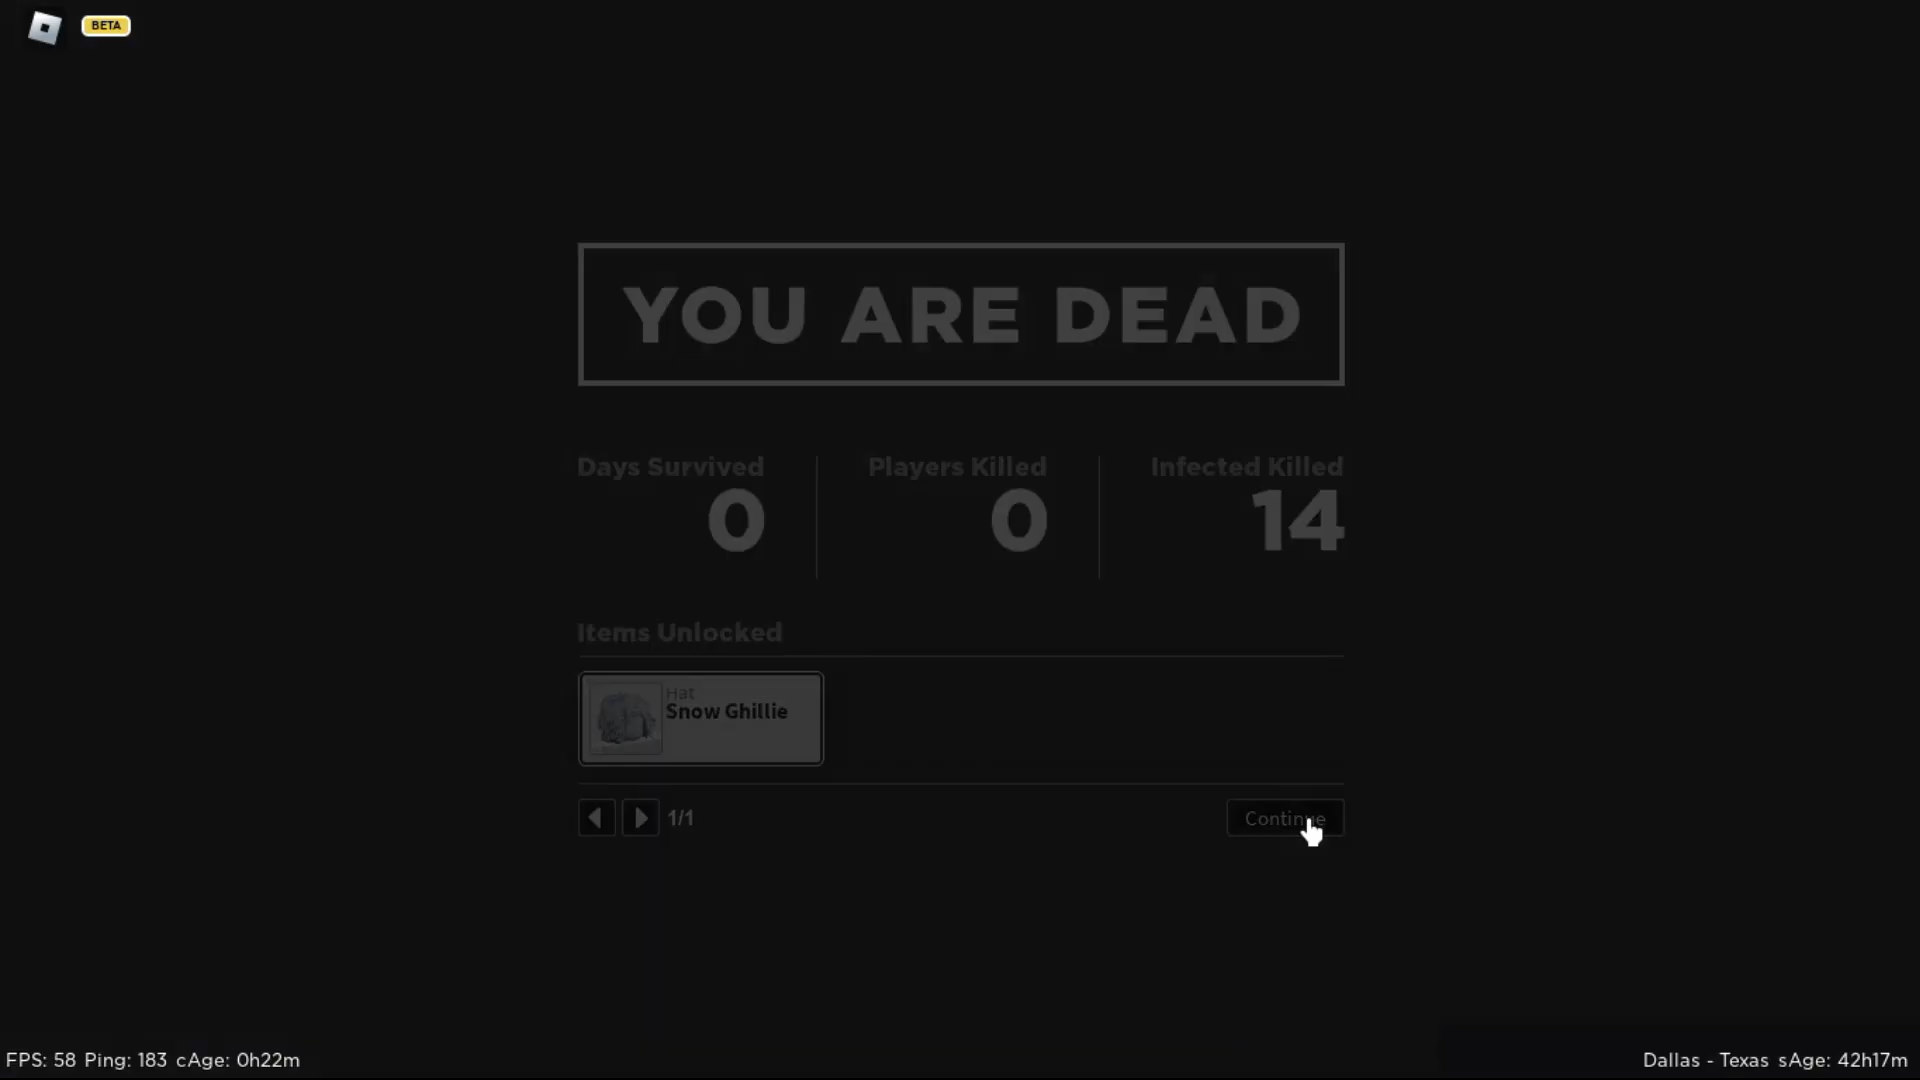 BETA
YOU ARE DEAD
Days Survived
0
Players Killed
0
Infected Killed
14
Items Unlocked
Hat
Snow Ghillie
1/1
Continue
FPS: 58 Ping: 183 cAge: 0h22m
Dallas - Texas sAge: 42h17m